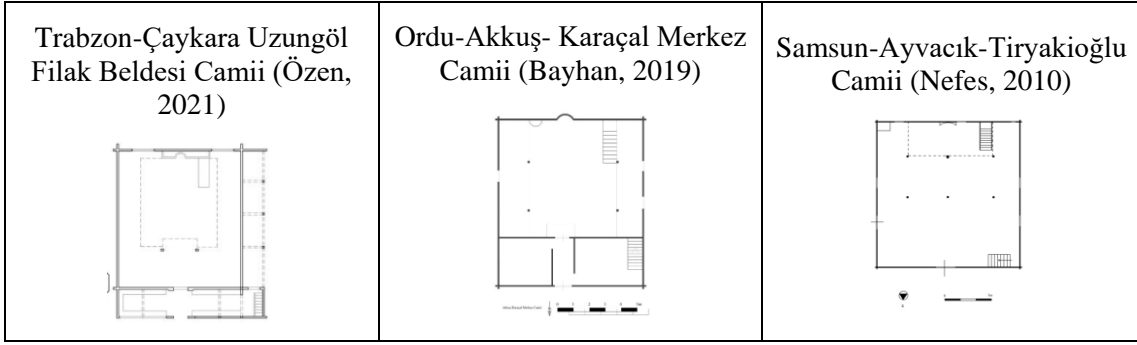 Trabzon-Çaykara Uzungöl
Filak Beldesi Camii (Özen,
2021)
Ordu-Akkuş- Karaçal Merkez
Camii (Bayhan, 2019)
Samsun-Ayvacık-Tiryakioğlu
Camii (Nefes, 2010)